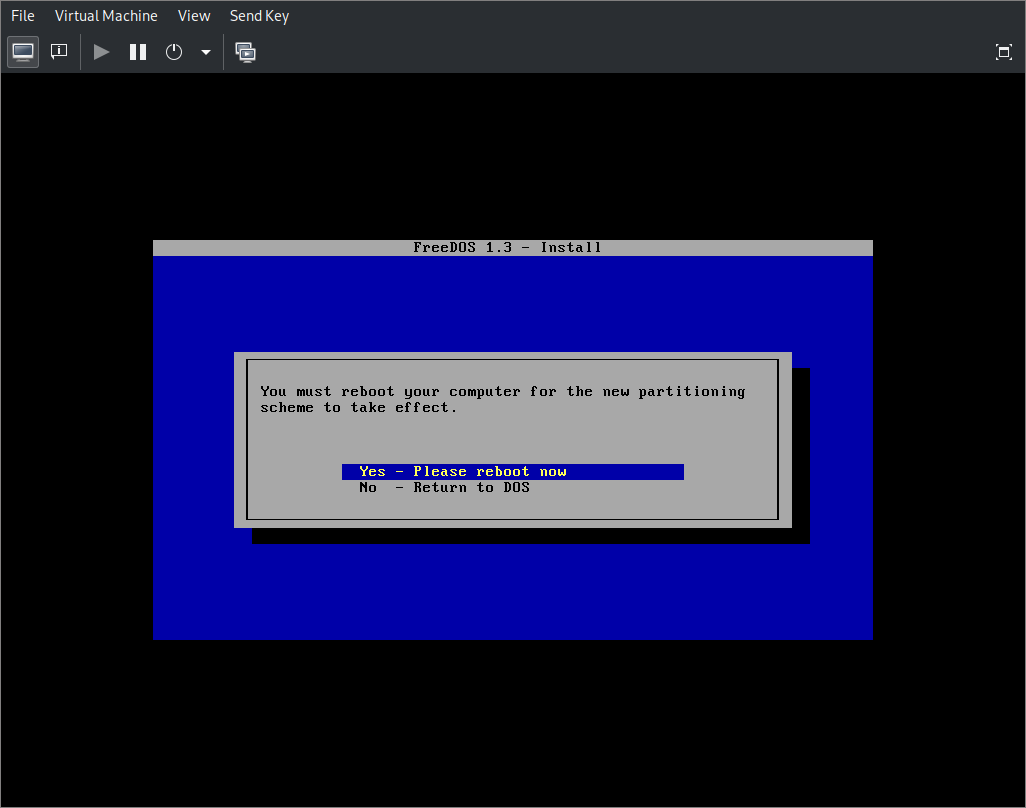 File Virtual Machine View Send Key
FreeDOS 1.3 - Install
You must reboot your computer for the new partitioning
scheme to take effect.
Yes - Please reboot now
No - Return to DOS